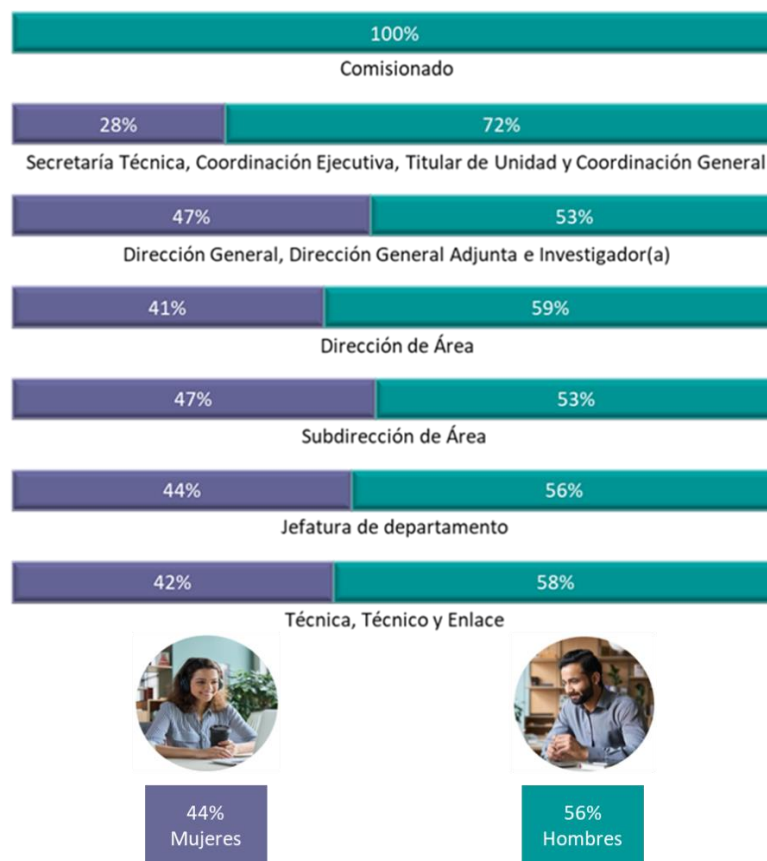 100%
Comisionado
28% 72%
Secretaría Técnica, Coordinación Ejecutiva, Titular de Unidad y Coordinación General
47% 53%
Dirección General, Dirección General Adjunta e Investigador(a)
41% 59%
Dirección de Área
47% 53%
Subdirección de Área
44% 56%
Jefatura de departamento
42% 58%
Técnica, Técnico y Enlace
44% 56%
Mujeres Hombres